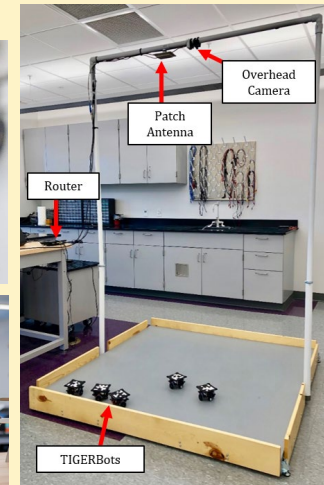 Overhead
Camera
Patch
Antenna
Router
TIGERBots